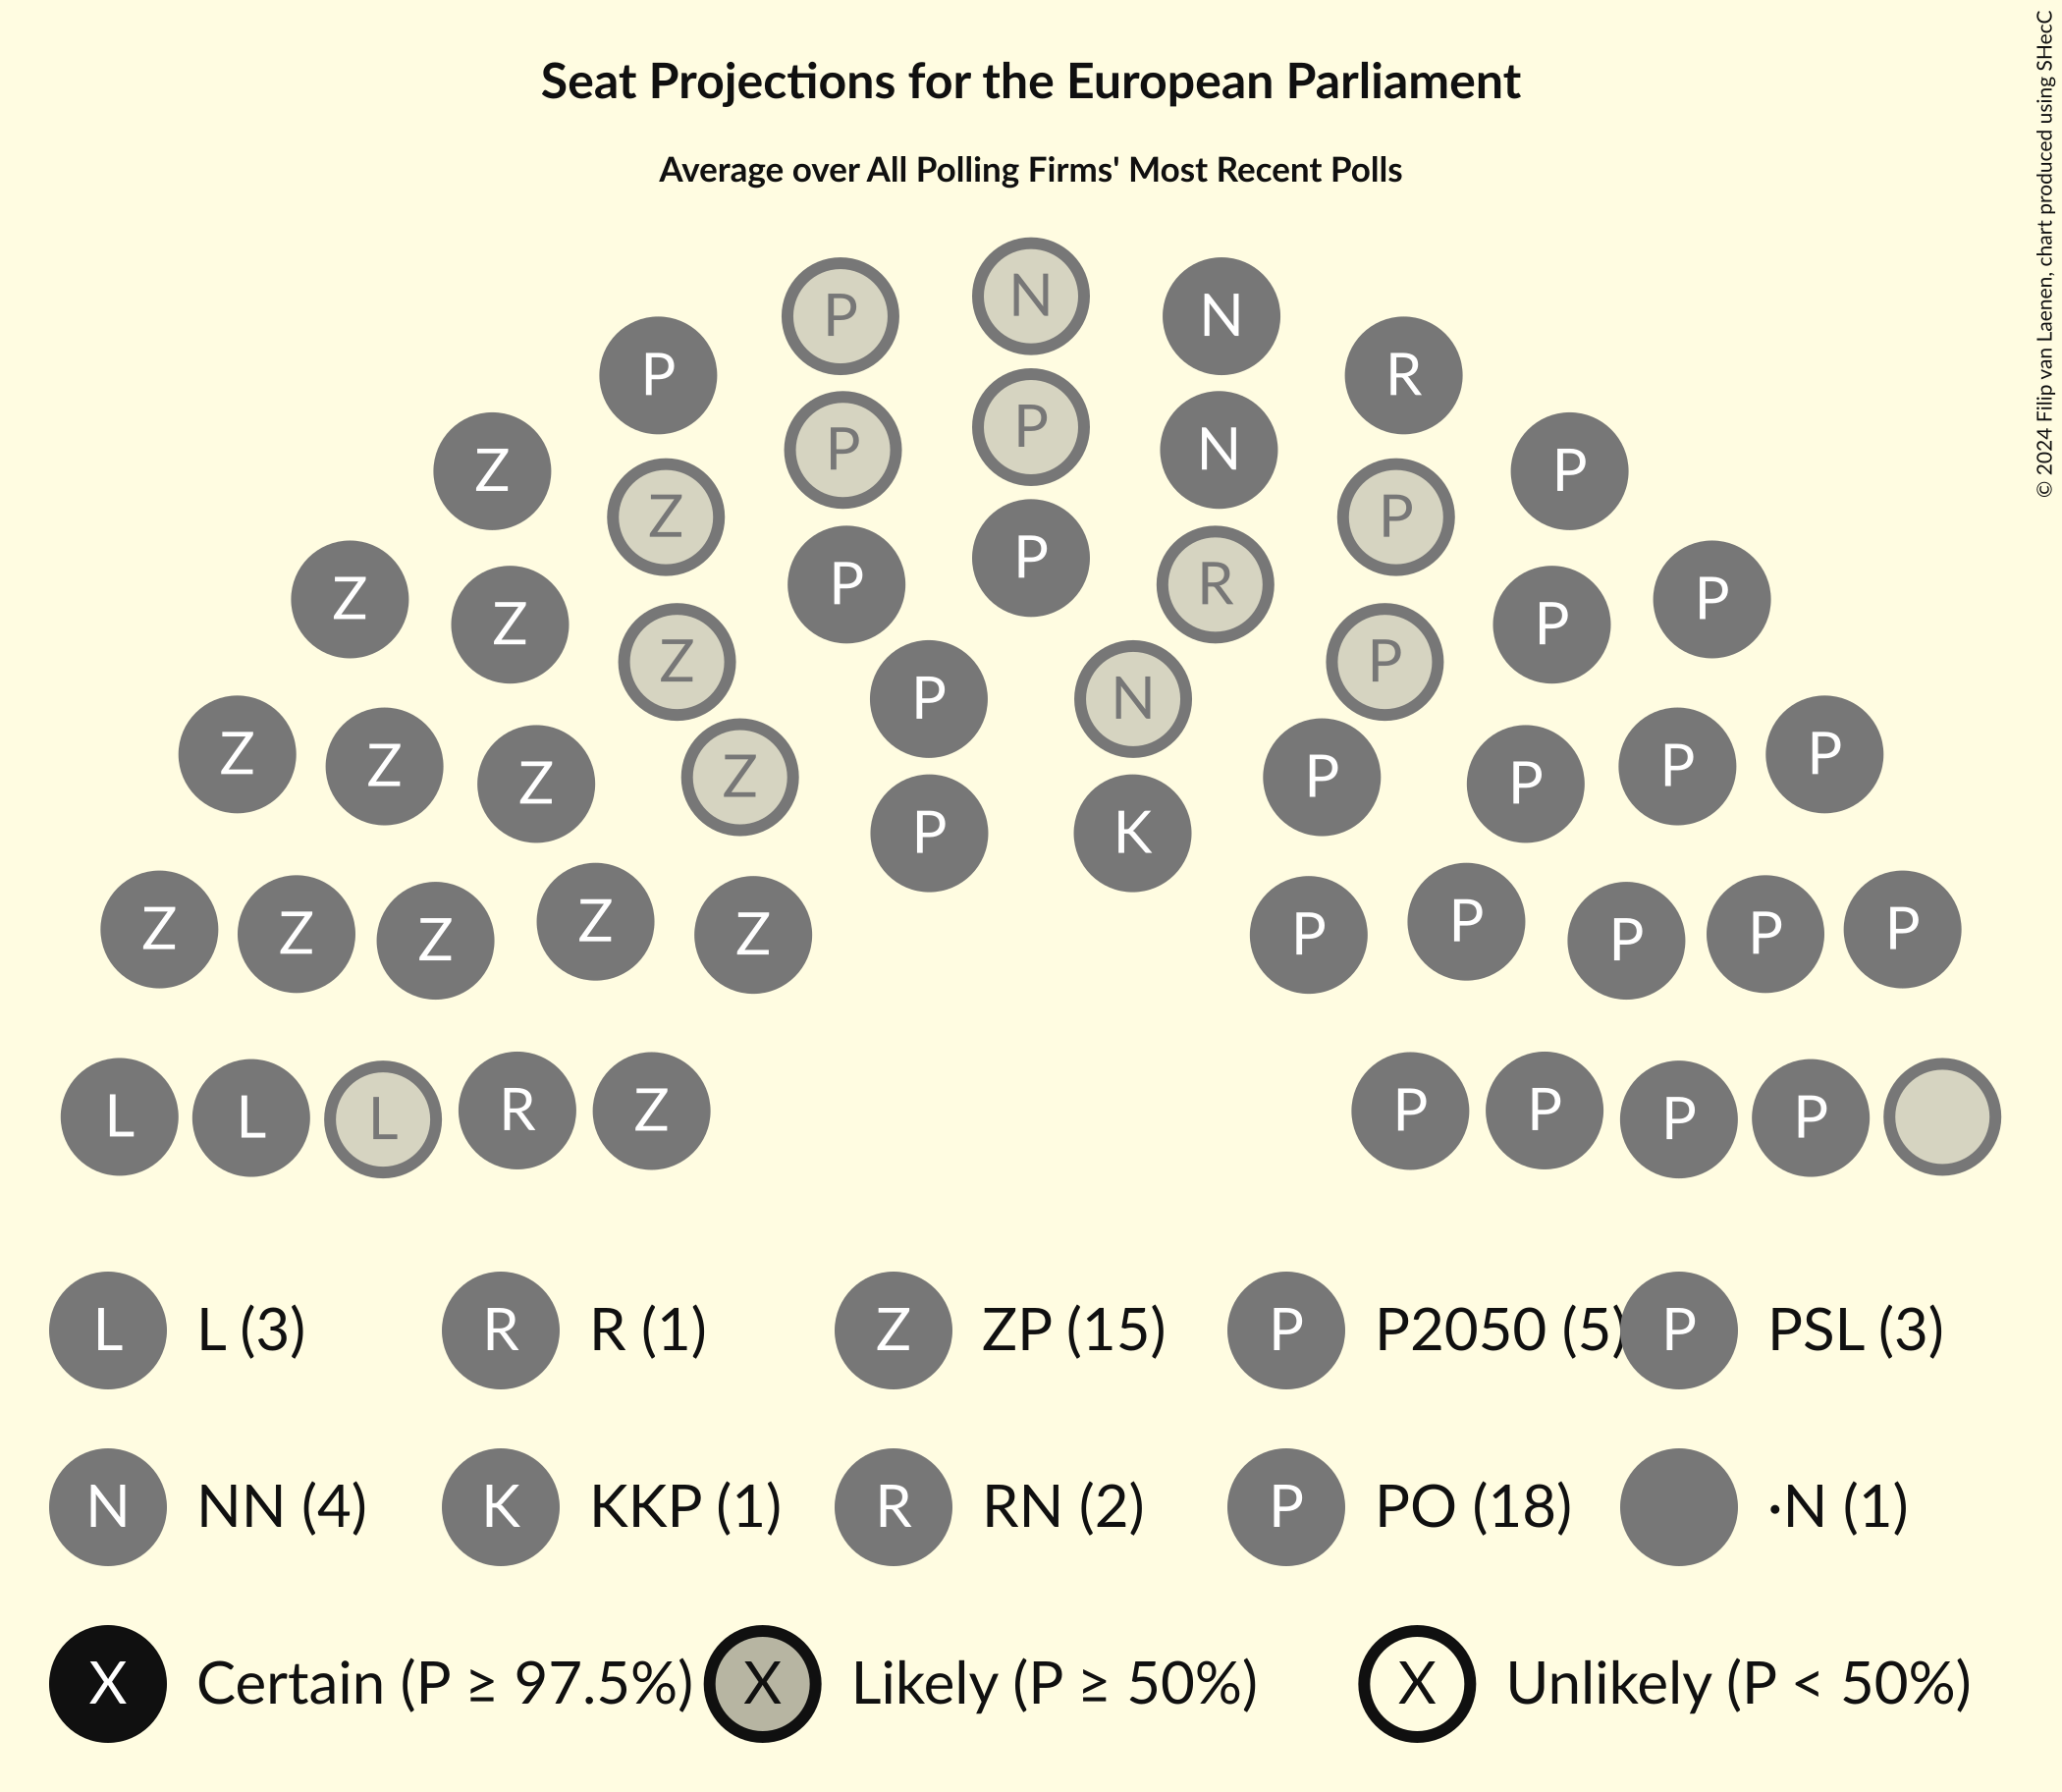 Seat Projections for the European Parliament
Average over All Polling Firms' Most Recent Polls
© 2024 Filip van Laenen, chart produced using SHecC
N
P N
P R
P
P N
Z P
Z P
P
P R
Z P
Z P
Z P
P N
Z Z Z Z P P P P
P K
Z Z Z Z Z P P P P P
L L L R Z P P P P
L L (3) R R (1) Z ZP (15) P P2050 (5) P PSL (3)
N NN (4) K KKP (1) R RN (2) P PO (18) ·N (1)
X Certain (P ≥ 97.5%) X Likely (P ≥ 50%) X Unlikely (P < 50%)